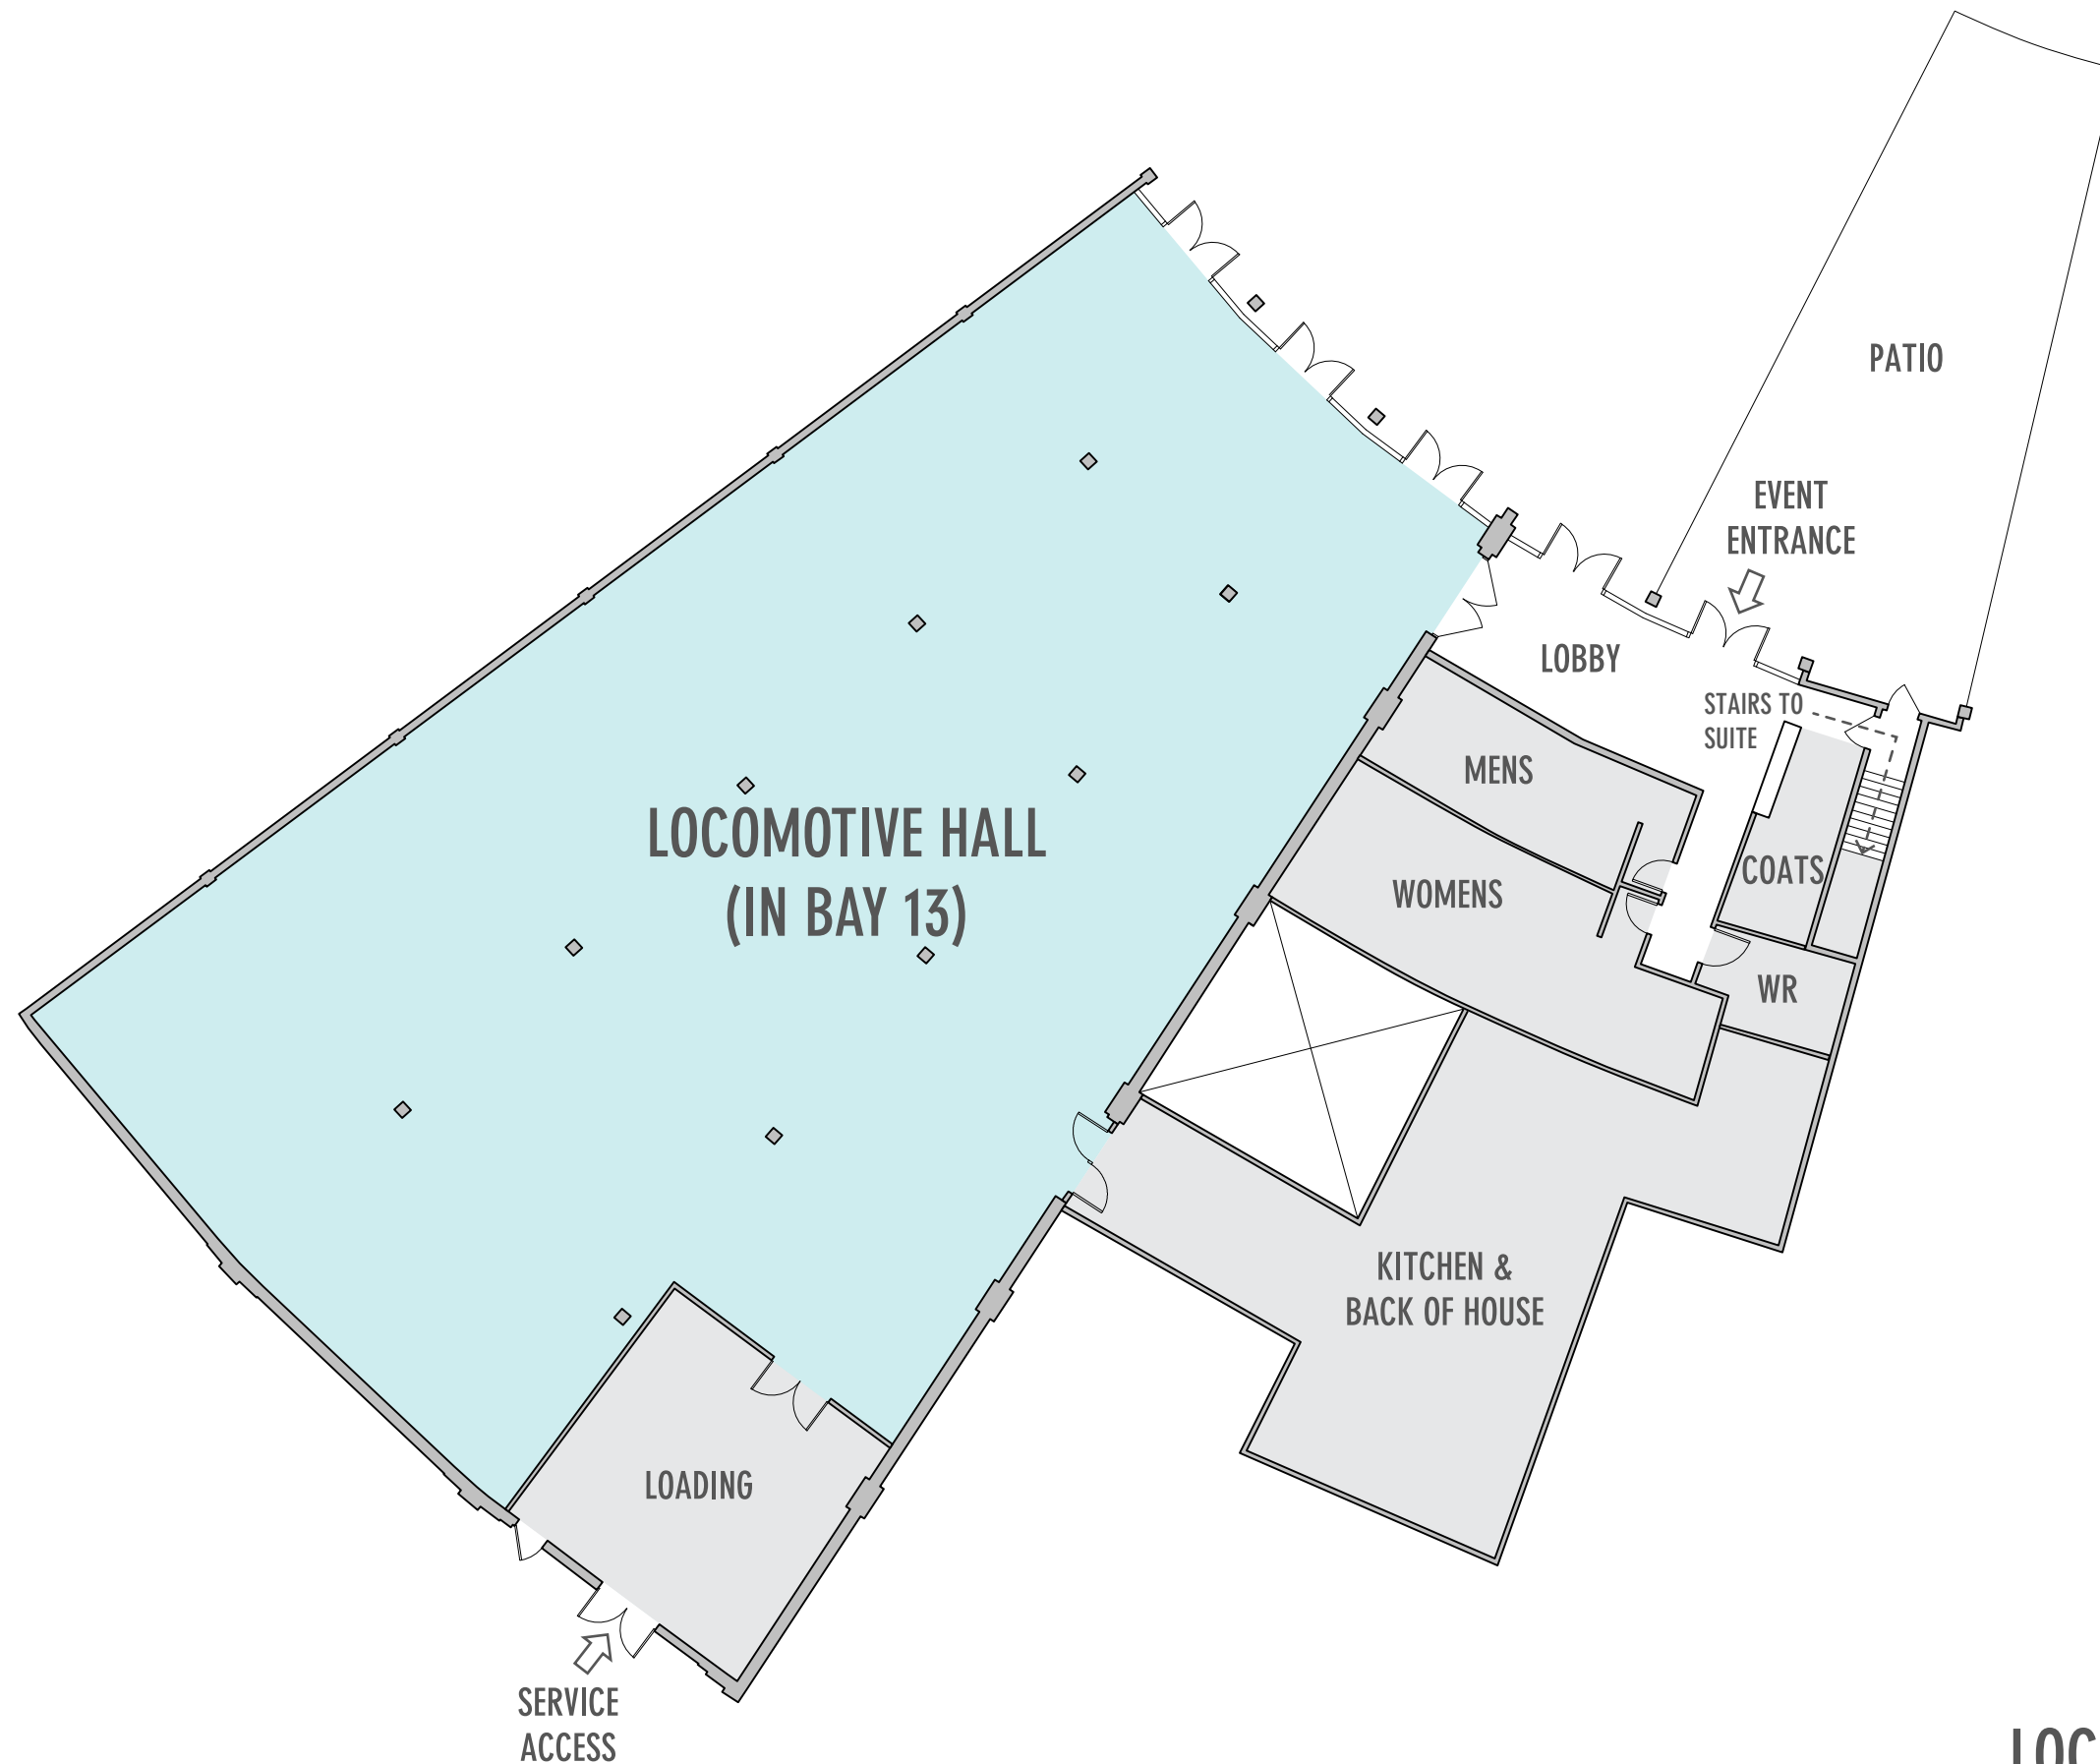 PATIO
EVENT
ENTRANCE
LOBBY
STAIRS TO
SUITE
MENS
LOCOMOTIVE HALL
(IN BAY 13)
COATS
WOMENS
WR
KITCHEN &
BACK OF HOUSE
LOADING
SERVICE
ACCESS